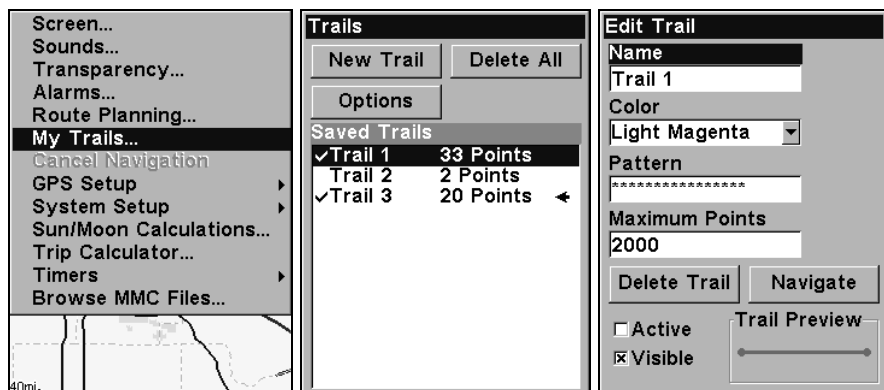 Screen...
Sounds...
Transparency...
Alarms...
Route Planning...
My Trails...
Cancel Navigation
GPS Setup
System Setup
Sun/Moon Calculations...
Trip Calculator...
Timers
Browse MMC Files...
40mi.
Trails
New Trail Delete All
Options
Saved Trails
✓Trail 1 33 Points
Trail 2 2 Points
✓Trail 3 20 Points
Edit Trail
Name
Trail 1
Color
Light Magenta
Pattern
****************
Maximum Points
2000
Delete Trail Navigate
Active
Visible
Trail Preview